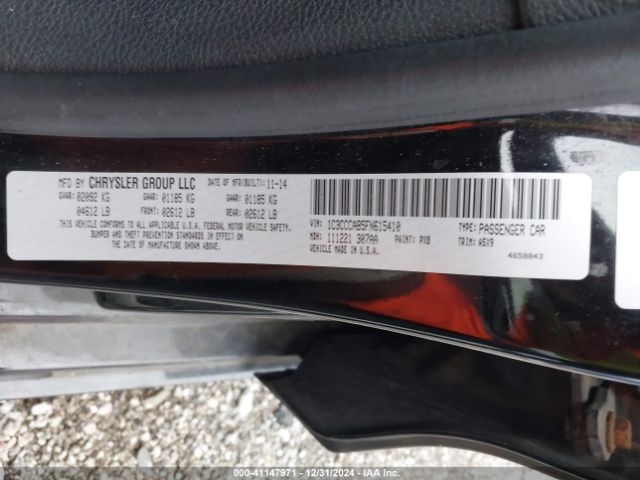 MFD BY CHRYSLER GROUP LLC DATE OF MFR(BUILT): 11-14
GVWR: 02092 KG GAWR: 01185 KG GAWR: 01185 KG
04612 LB FRONT: 02612 LB REAR: 02612 LB
THIS VEHICLE CONFORMS TO ALL APPLICABLE U.S.A. FEDERAL MOTOR VEHICLE SAFETY,
BUMPER AND THEFT PREVENTION STANDARDS IN EFFECT ON
THE DATE OF MANUFACTURE SHOWN ABOVE.
VIN: 1C3CCCAB5FN615410 TYPE: PASSENGER CAR
MDH: 111221 307AA PAINT: PX8 TRIM: A5X9
VEHICLE MADE IN U.S.A. 4658043
000-41147971 - 12/31/2024 - IAA Inc.